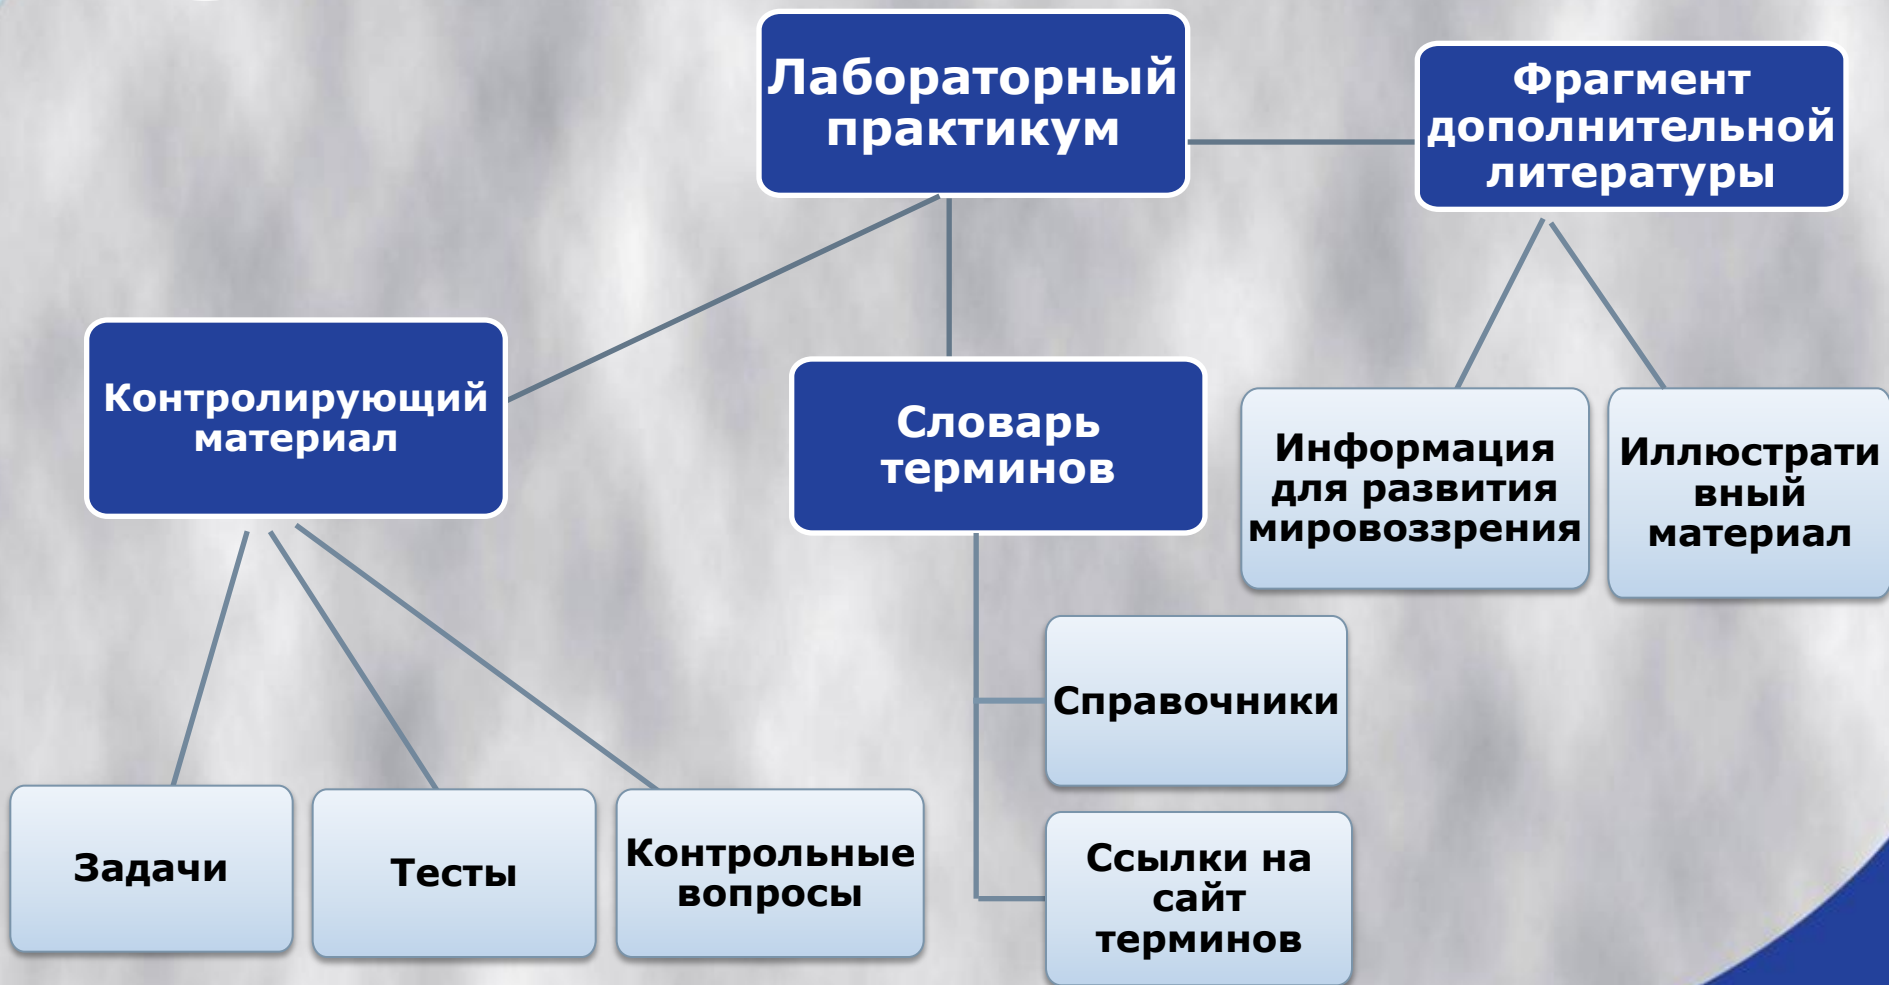 Лабораторный
практикум
Фрагмент
дополнительной
литературы
Контролирующий
материал
Словарь
терминов
Информация
для развития
мировоззрения
Иллюстрати
вный
материал
Справочники
Ссылки на
сайт
терминов
Задачи
Тесты
Контрольные
вопросы